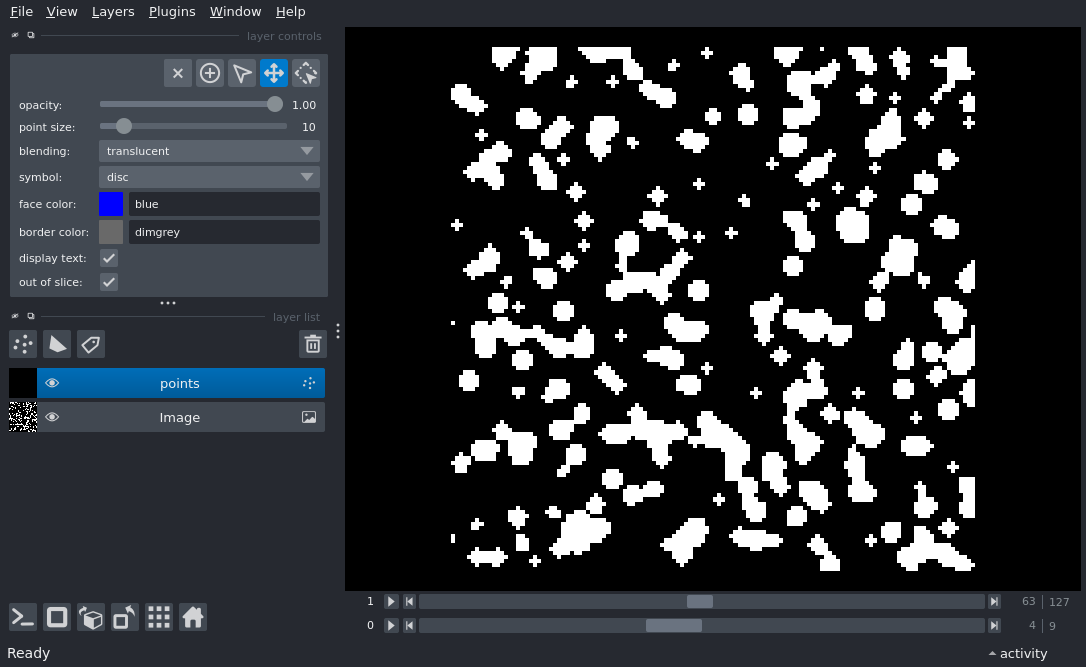 File View Layers Plugins Window Help
layer controls
opacity: 1.00
point size: 10
blending: translucent
symbol: disc
face color: blue
border color: dimgrey
display text:
out of slice:
layer list
points
Image
1 63 127
0 4 9
Ready activity